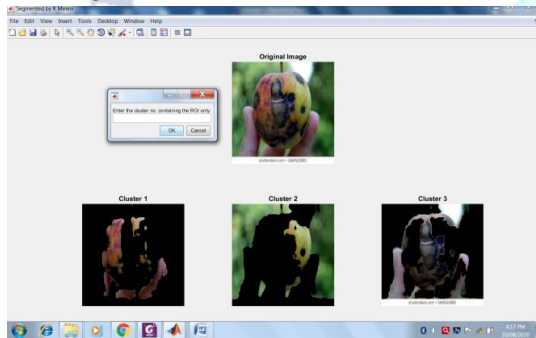 Segmented by K Means
File Edit View Insert Tools Desktop Window Help
Original Image
Enter the cluster no. containing the ROI only:
OK Cancel
Cluster 1 Cluster 2 Cluster 3
4:17 PM